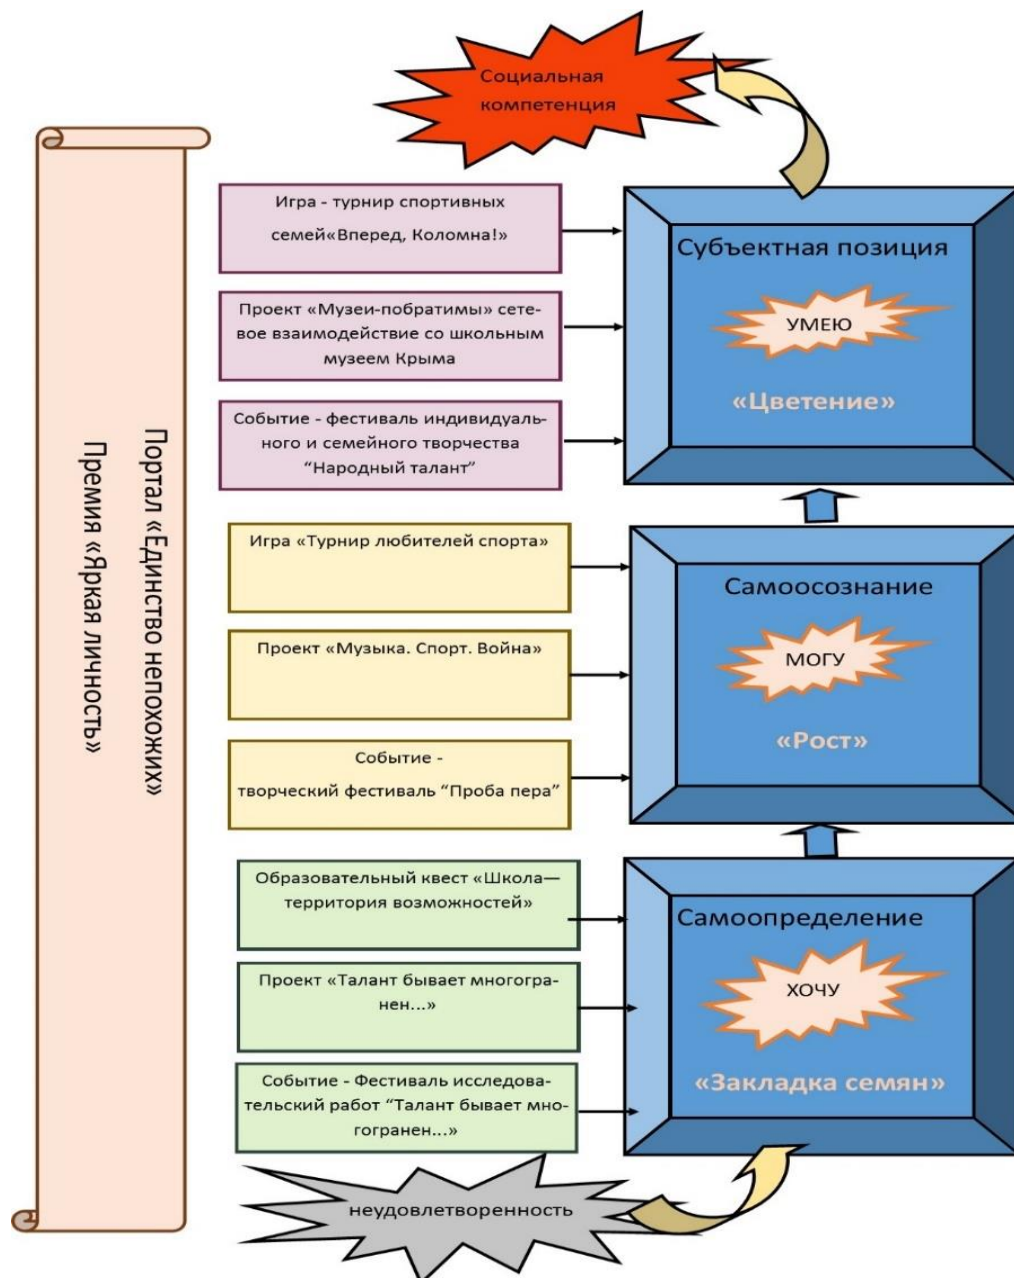 Социальная
компетенция
Портал «Единство непохожих»
Премия «Яркая личность»
Игра - турнир спортивных
семей«Вперед, Коломна!»
Проект «Музеи-побратимы» сете-
вое взаимодействие со школьным
музеем Крыма
Событие - фестиваль индивидуаль-
ного и семейного творчества
“Народный талант”
Субъектная позиция
УМЕЮ
«Цветение»
Игра «Турнир любителей спорта»
Проект «Музыка. Спорт. Война»
Событие -
творческий фестиваль “Проба пера”
Самоосознание
МОГУ
«Рост»
Образовательный квест «Школа—
территория возможностей»
Проект «Талант бывает многогра-
нен...»
Событие - Фестиваль исследова-
тельский работ “Талант бывает мно-
гогранен...”
Самоопределение
ХОЧУ
«Закладка семян»
неудовлетворенность